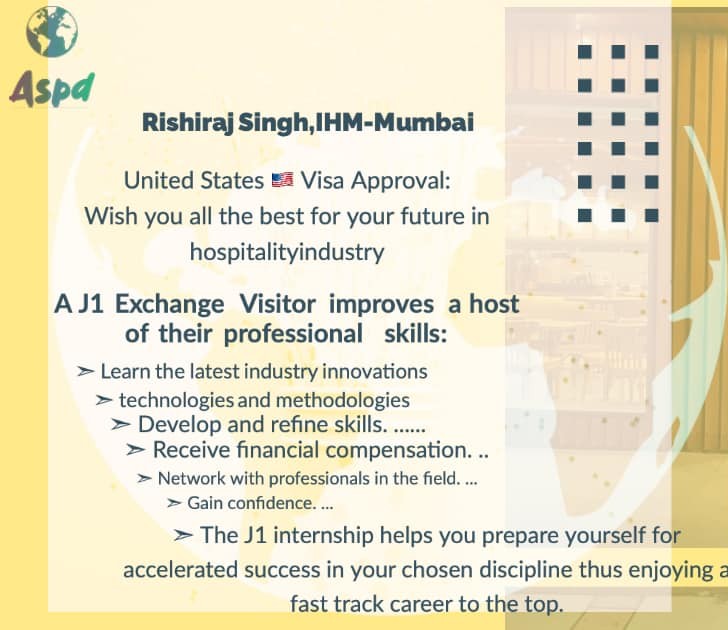 Aspd
Rishiraj Singh,IHM-Mumbai
United States 🇺🇸 Visa Approval:
Wish you all the best for your future in
hospitalityindustry
A J1 Exchange Visitor improves a host
of their professional skills:
➣ Learn the latest industry innovations
➣ technologies and methodologies
➣ Develop and refine skills. ......
➣ Receive financial compensation. ..
➣ Network with professionals in the field. ...
➣ Gain confidence. ...
➣ The J1 internship helps you prepare yourself for
accelerated success in your chosen discipline thus enjoying a
fast track career to the top.